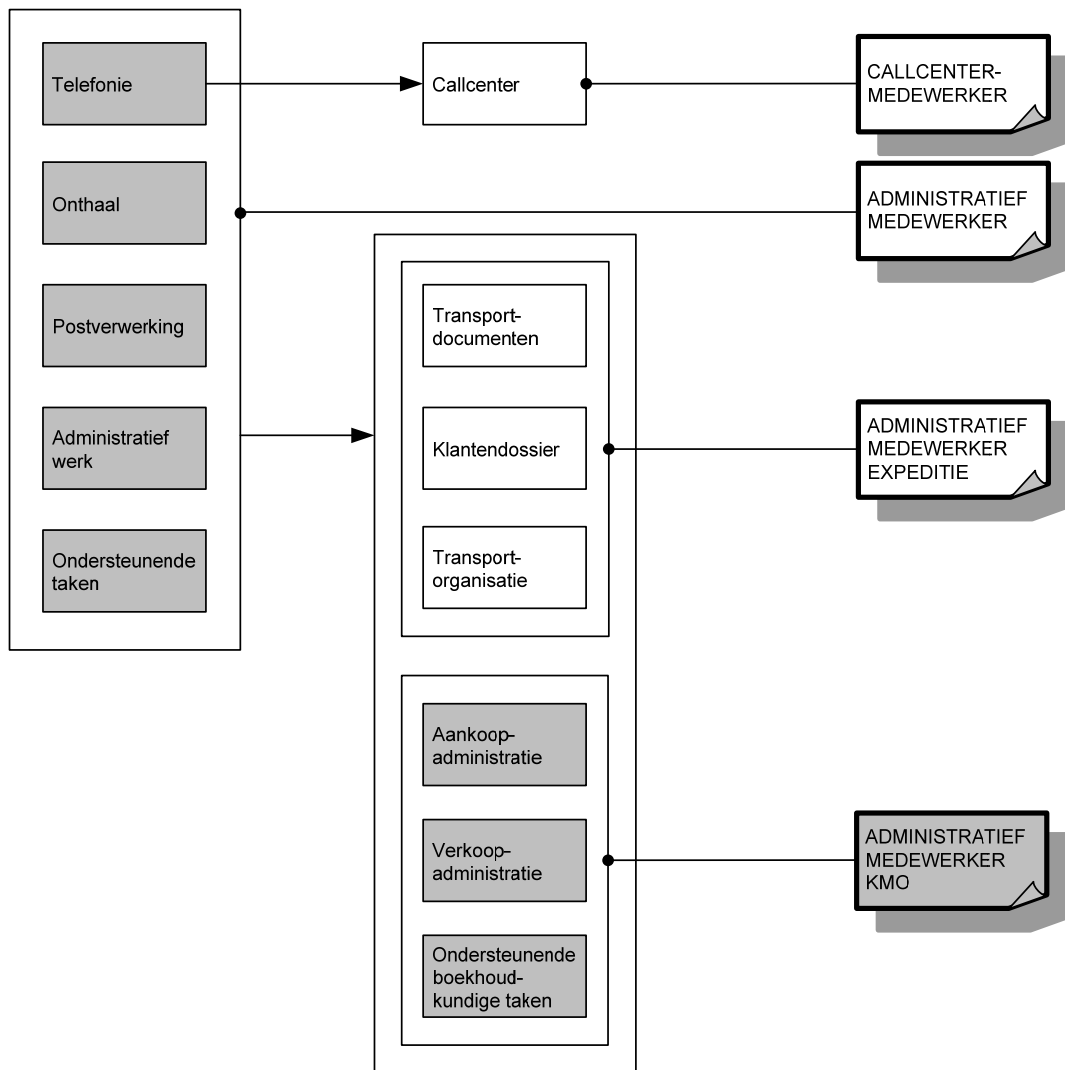 Telefonie
Callcenter
CALLCENTER-
MEDEWERKER
Onthaal
ADMINISTRATIEF
MEDEWERKER
Postverwerking
Transport-
documenten
Administratief
werk
Klantendossier
ADMINISTRATIEF
MEDEWERKER
EXPEDITIE
Ondersteunende
taken
Transport-
organisatie
Aankoop-
administratie
Verkoop-
administratie
ADMINISTRATIEF
MEDEWERKER
KMO
Ondersteunende
boekhoud-
kundige taken